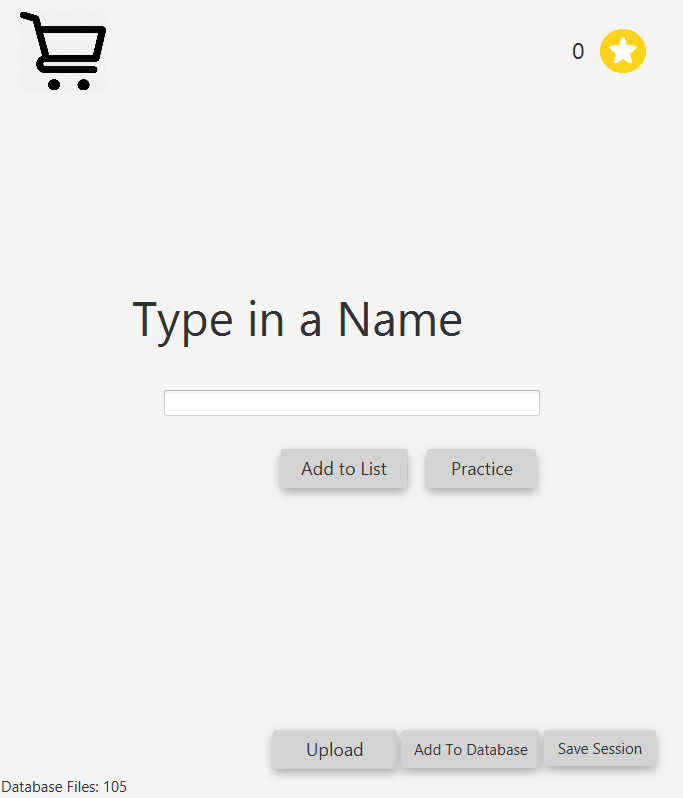 0
Type in a Name
Add to List Practice
Upload Add To Database Save Session
Database Files: 105